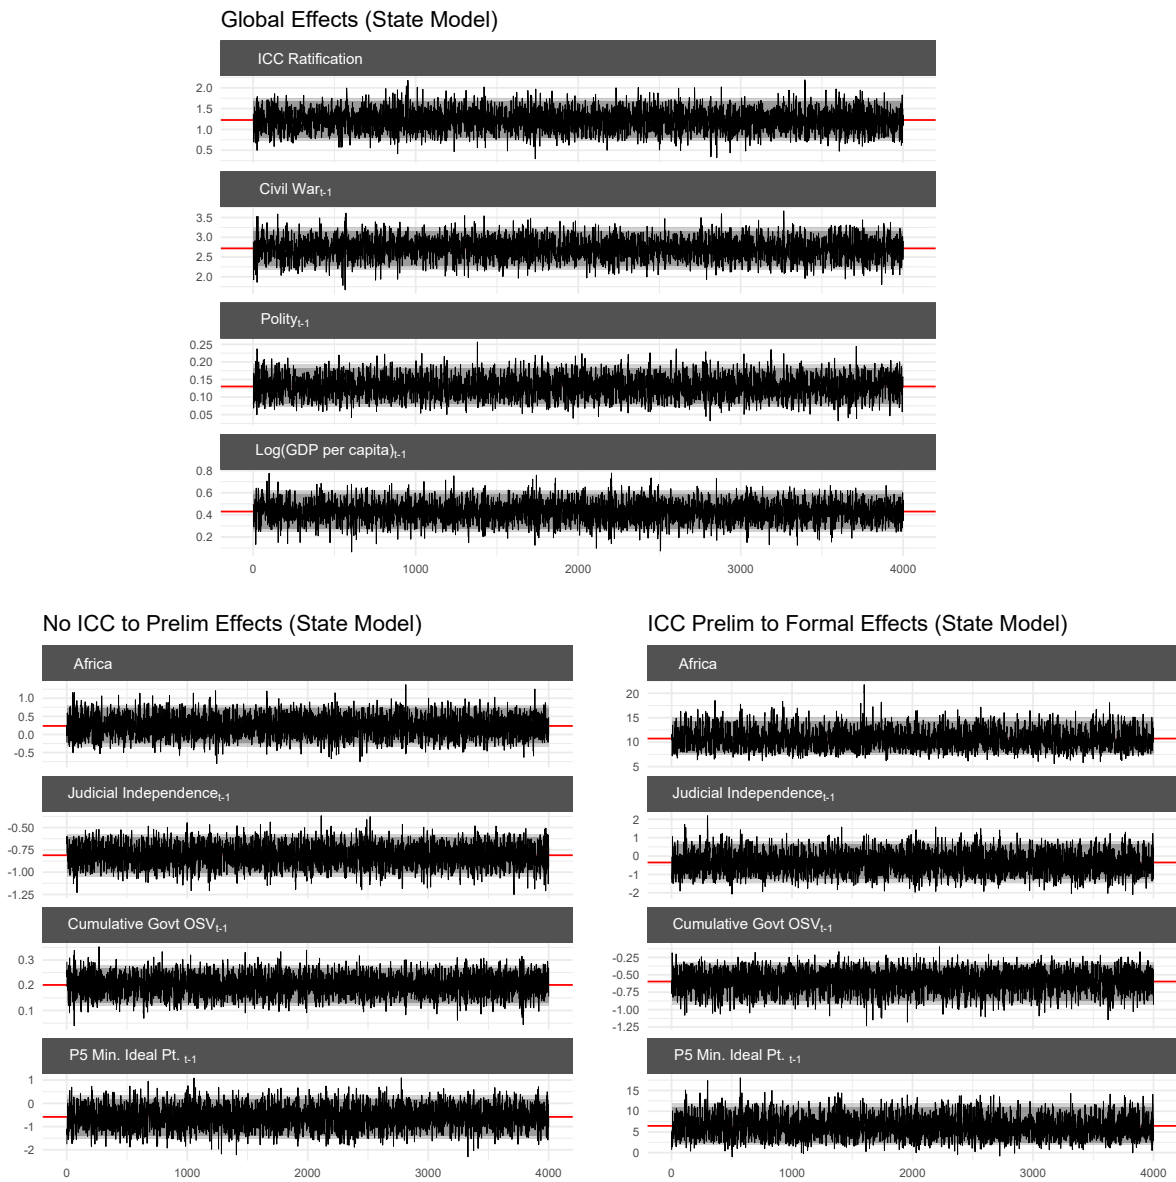 Global Effects (State Model)
ICC Ratification
2.0
1.5
1.0
0.5
Civil War t-1
3.5
3.0
2.5
2.0
Polity t-1
0.25
0.20
0.15
0.10
0.05
Log(GDP per capita) t-1
0.8
0.6
0.4
0.2
0 1000 2000 3000 4000
No ICC to Prelim Effects (State Model)
Africa
1.0
0.5
0.0
-0.5
Judicial Independence t-1
-0.50
-0.75
-1.00
-1.25
Cumulative Govt OSV t-1
0.3
0.2
0.1
P5 Min. Ideal Pt. t-1
1
0
-1
-2
0 1000 2000 3000 4000
ICC Prelim to Formal Effects (State Model)
Africa
20
15
10
5
Judicial Independence t-1
2
1
0
-1
-2
Cumulative Govt OSV t-1
-0.25
-0.50
-0.75
-1.00
-1.25
P5 Min. Ideal Pt. t-1
15
10
5
0
0 1000 2000 3000 4000